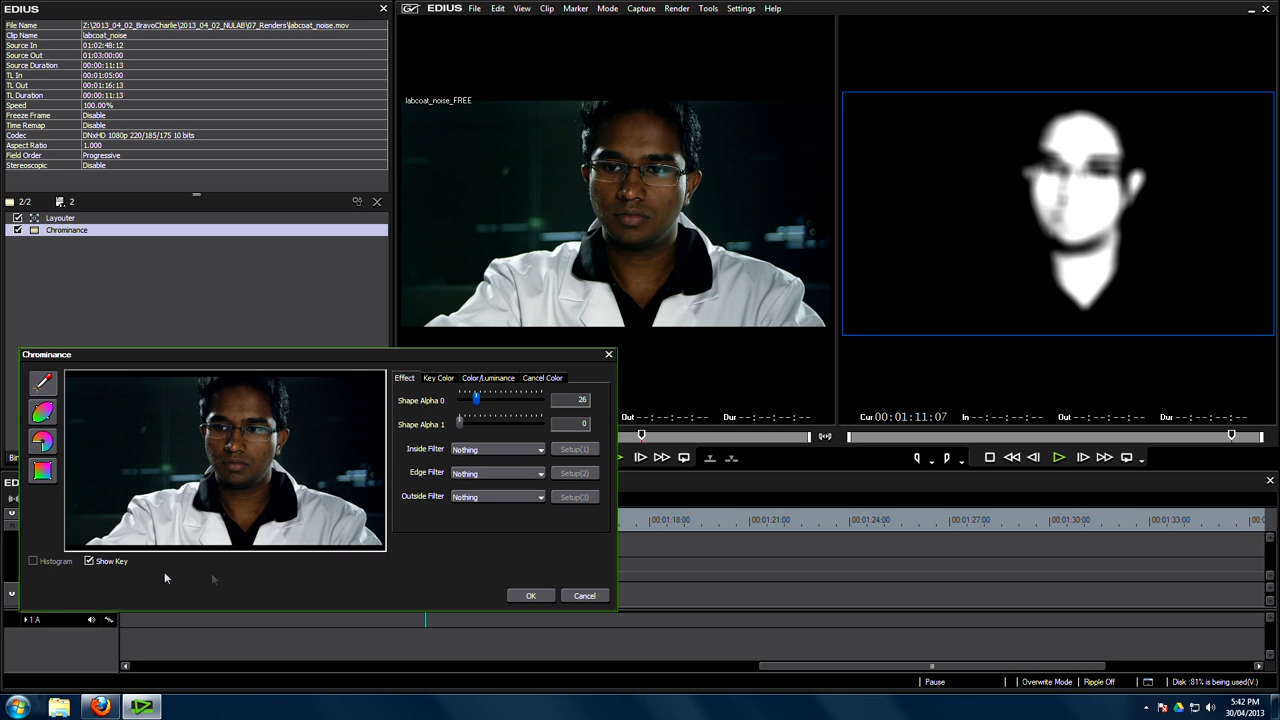 EDIUS
File Name Z:\2013_04_02_BravoCharlie\2013_04_02_NULAB\07_Renders\labcoat_noise.mov
Clip Name labcoat_noise
Source In 01:02:48:12
Source Out 01:03:00:00
Source Duration 00:00:11:13
TL In 00:01:05:00
TL Out 00:01:16:13
TL Duration 00:00:11:13
Speed 100.00%
Freeze Frame Disable
Time Remap Disable
Codec DNxHD 1080p 220/185/175 10 bits
Aspect Ratio 1.000
Field Order Progressive
Stereoscopic Disable
2/2 2
Layouter
Chrominance
EDIUS File Edit View Clip Marker Mode Capture Render Tools Settings Help
labcoat_noise_FREE
Chrominance
Effect Key Color Color/Luminance Cancel Color
Shape Alpha 0 26
Shape Alpha 1 0
Inside Filter Nothing Setup(1)
Edge Filter Nothing Setup(2)
Outside Filter Nothing Setup(3)
Histogram Show Key
OK Cancel
Out --:--:--:-- Dur --:--:--:--
Cur 00:01:11:07 In --:--:--:-- Out --:--:--:-- Dur --:--:--:--
00:01:18:00 00:01:21:00 00:01:24:00 00:01:27:00 00:01:30:00 00:01:33:00
1 A
Pause Overwrite Mode Ripple Off Disk :81% is being used(V:)
5:42 PM
30/04/2013